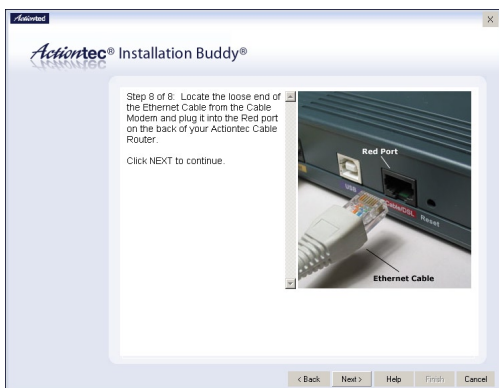 Actiontec
X
Actiontec® Installation Buddy®
Step 8 of 8: Locate the loose end of
the Ethernet Cable from the Cable
Modem and plug it into the Red port
on the back of your Actiontec Cable
Router.
Click NEXT to continue.
Red Port
USB
Cable/DSL
Reset
Ethernet Cable
< Back
Next >
Help
Finish
Cancel